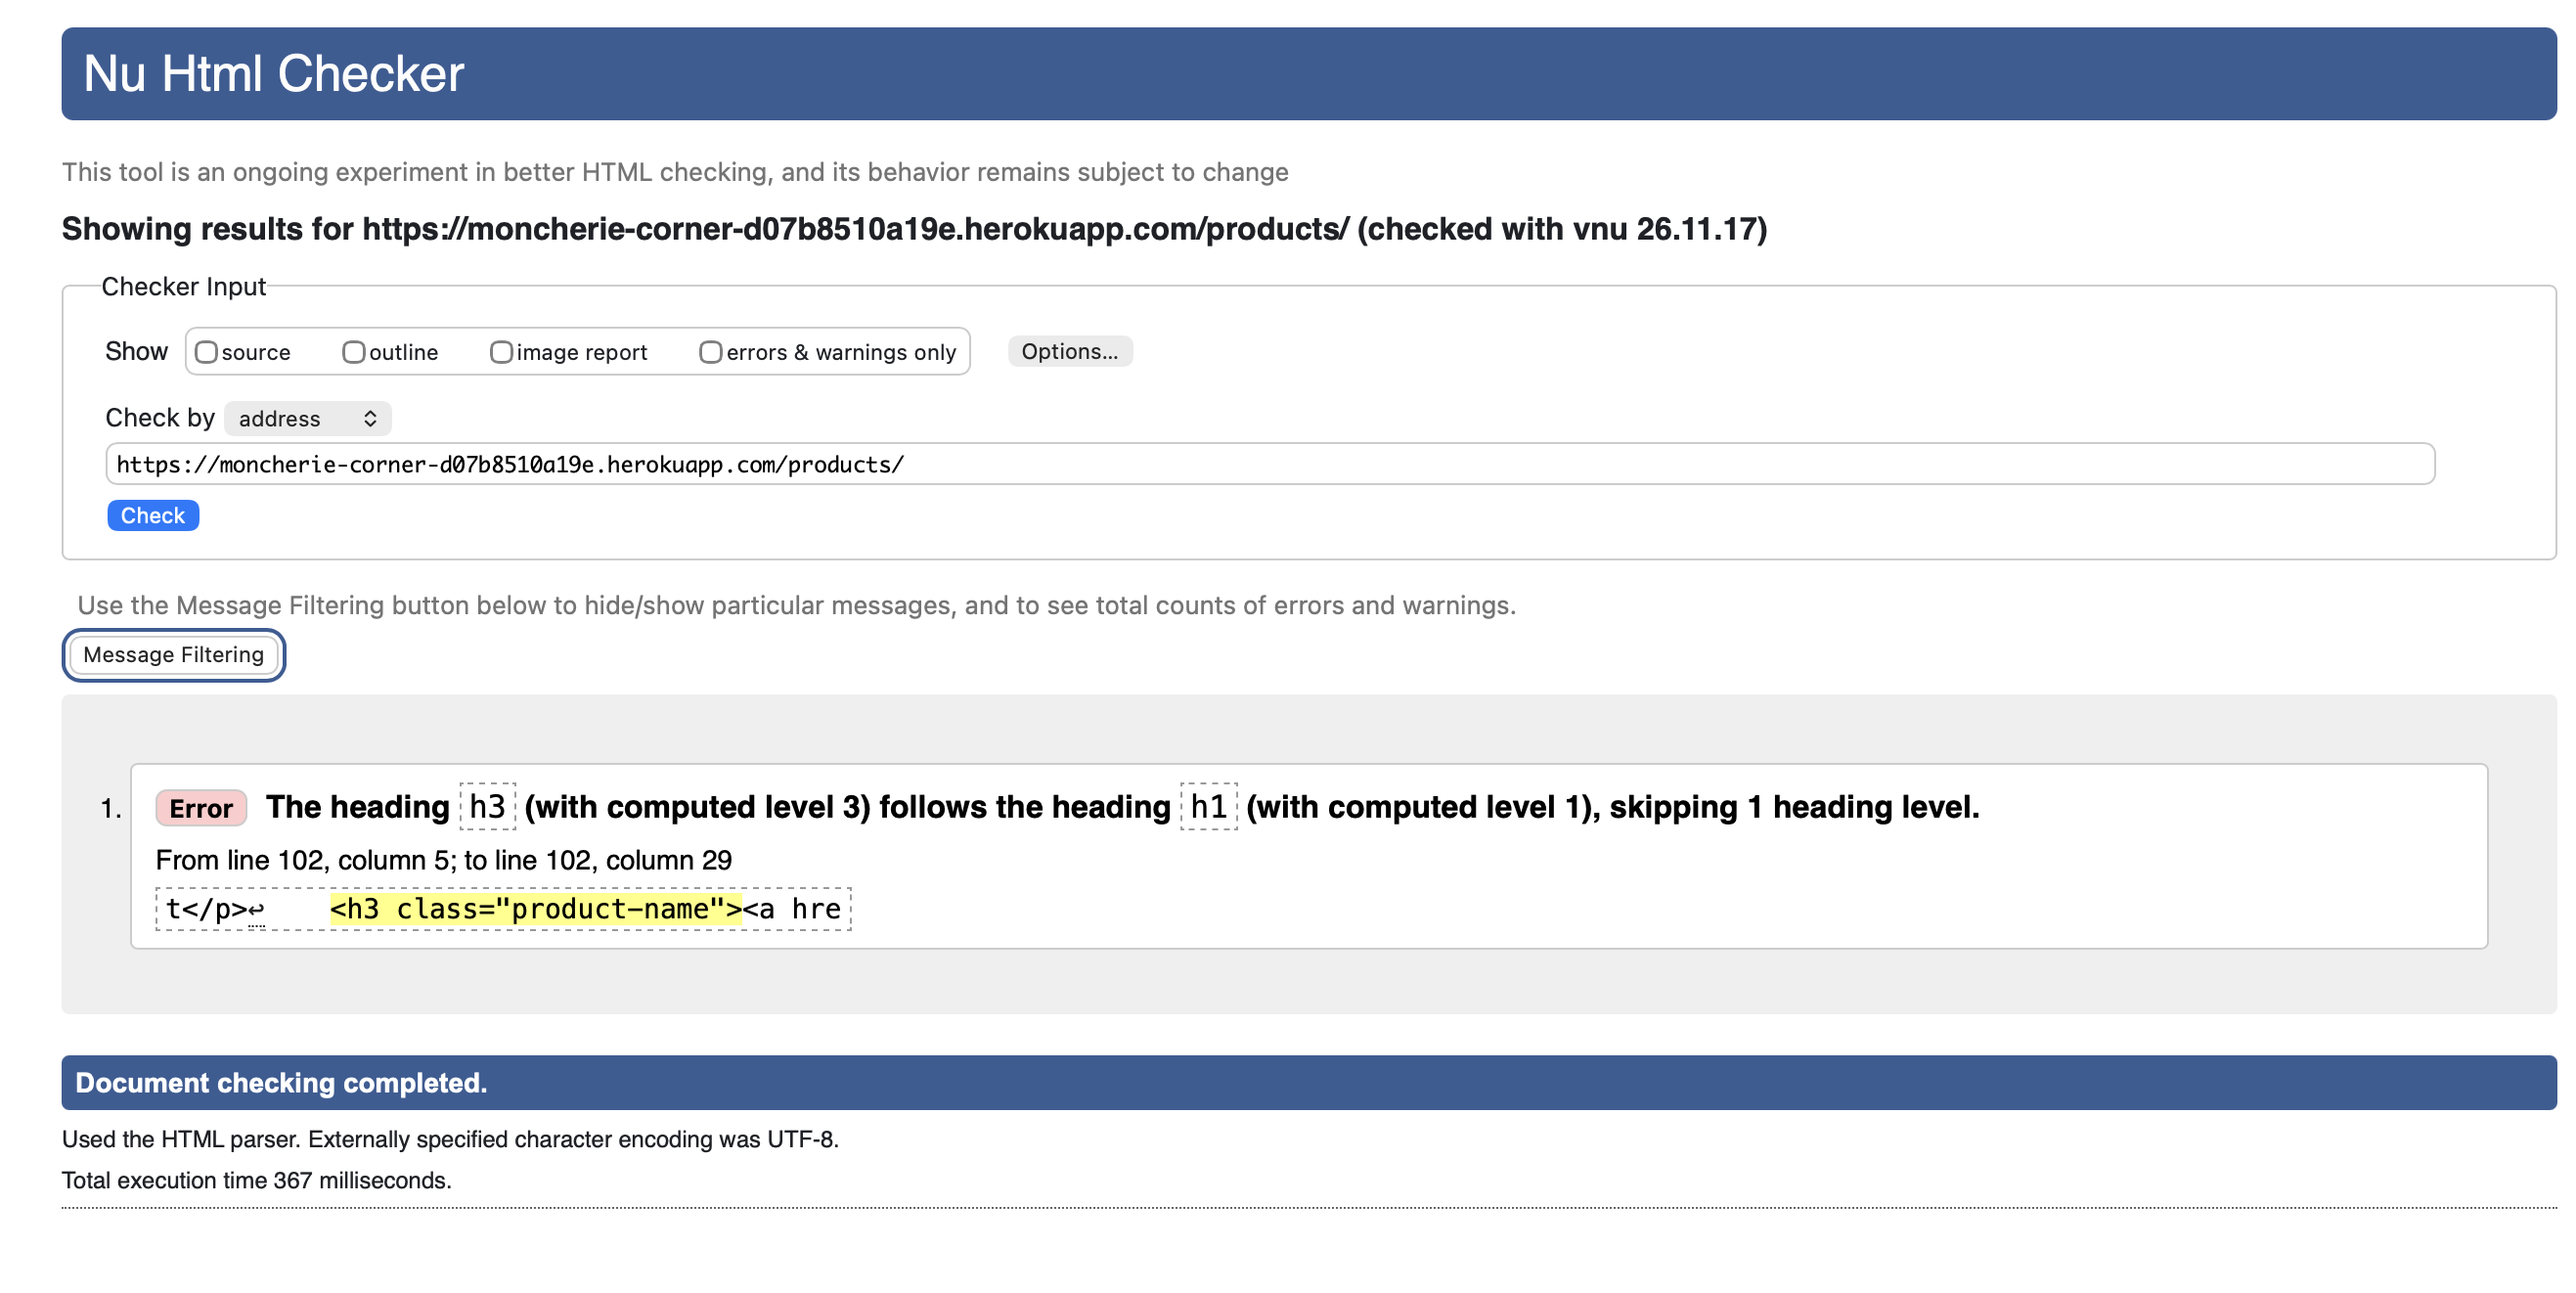 Nu Html Checker
This tool is an ongoing experiment in better HTML checking, and its behavior remains subject to change
Showing results for https://moncherie-corner-d07b8510a19e.herokuapp.com/products/ (checked with vnu 26.11.17)
Checker Input
Show source outline image report errors & warnings only Options...
Check by address
https://moncherie-corner-d07b8510a19e.herokuapp.com/products/
Check
Use the Message Filtering button below to hide/show particular messages, and to see total counts of errors and warnings.
Message Filtering
1. Error The heading h3 (with computed level 3) follows the heading h1 (with computed level 1), skipping 1 heading level.
From line 102, column 5; to line 102, column 29
t</p>↩ <h3 class="product-name"><a hre
Document checking completed.
Used the HTML parser. Externally specified character encoding was UTF-8.
Total execution time 367 milliseconds.